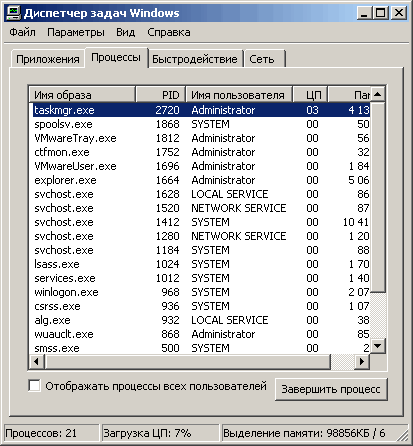 Диспетчер задач Windows
Файл Параметры Вид Справка
Приложения Процессы Быстродействие Сеть
Имя образа PID Имя пользователя ЦП Пам
taskmgr.exe 2720 Administrator 03 4 13
spoolsv.exe 1868 SYSTEM 00 50
VMwareTray.exe 1812 Administrator 00 56
ctfmon.exe 1752 Administrator 00 32
VMwareUser.exe 1696 Administrator 00 1 84
explorer.exe 1664 Administrator 00 5 06
svchost.exe 1628 LOCAL SERVICE 00 86
svchost.exe 1520 NETWORK SERVICE 00 87
svchost.exe 1412 SYSTEM 00 10 41
svchost.exe 1280 NETWORK SERVICE 00 1 20
svchost.exe 1184 SYSTEM 00 88
lsass.exe 1024 SYSTEM 00 1 70
services.exe 1012 SYSTEM 00 1 40
winlogon.exe 968 SYSTEM 00 2 07
csrss.exe 936 SYSTEM 00 1 07
alg.exe 932 LOCAL SERVICE 00 38
wuauclt.exe 868 Administrator 00 85
smss.exe 500 SYSTEM 00 2
Отображать процессы всех пользователей Завершить процесс
Процессов: 21 Загрузка ЦП: 7% Выделение памяти: 98856КБ / 6